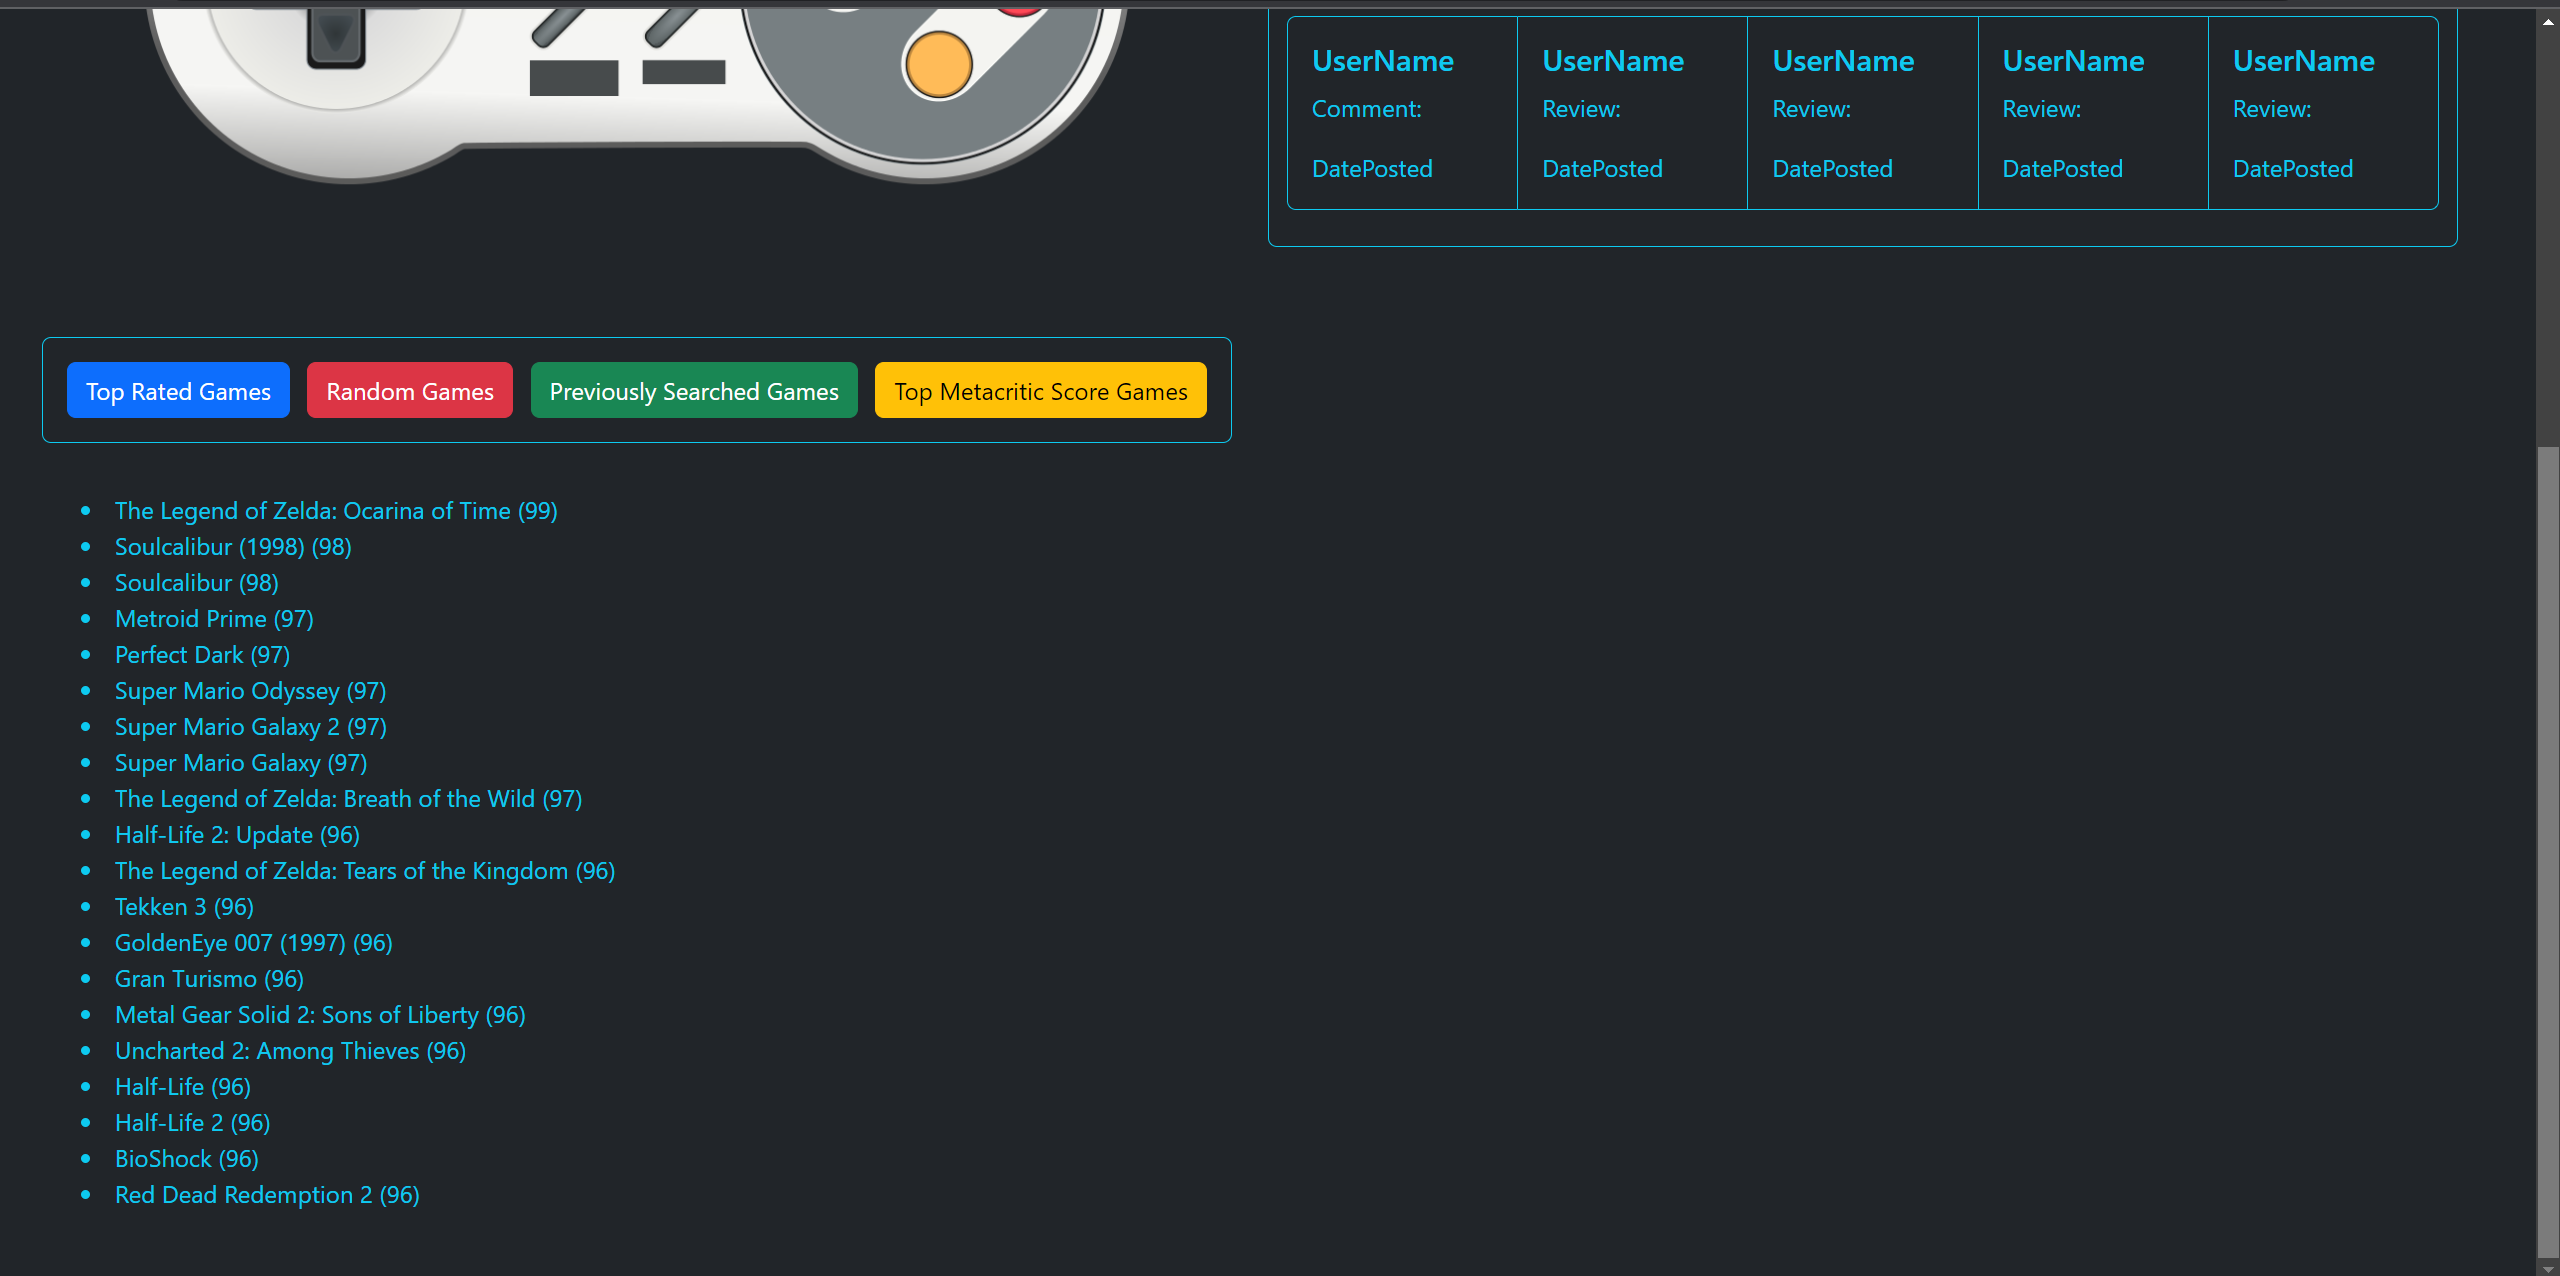 UserName UserName UserName UserName UserName
Comment: Review: Review: Review: Review:
DatePosted DatePosted DatePosted DatePosted DatePosted
Top Rated Games Random Games Previously Searched Games Top Metacritic Score Games
• The Legend of Zelda: Ocarina of Time (99)
• Soulcalibur (1998) (98)
• Soulcalibur (98)
• Metroid Prime (97)
• Perfect Dark (97)
• Super Mario Odyssey (97)
• Super Mario Galaxy 2 (97)
• Super Mario Galaxy (97)
• The Legend of Zelda: Breath of the Wild (97)
• Half-Life 2: Update (96)
• The Legend of Zelda: Tears of the Kingdom (96)
• Tekken 3 (96)
• GoldenEye 007 (1997) (96)
• Gran Turismo (96)
• Metal Gear Solid 2: Sons of Liberty (96)
• Uncharted 2: Among Thieves (96)
• Half-Life (96)
• Half-Life 2 (96)
• BioShock (96)
• Red Dead Redemption 2 (96)